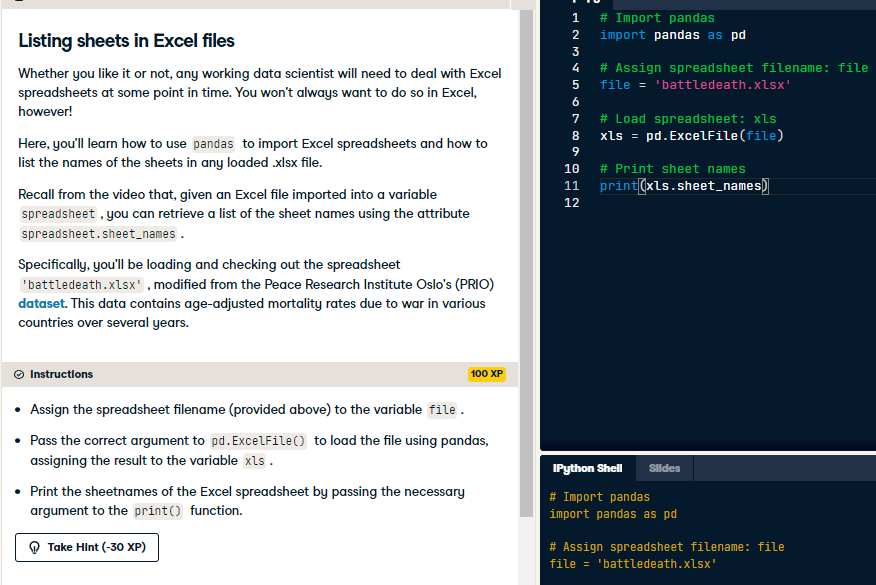 Listing sheets in Excel files
Whether you like it or not, any working data scientist will need to deal with Excel
spreadsheets at some point in time. You won't always want to do so in Excel,
however!
Here, you'll learn how to use pandas to import Excel spreadsheets and how to
list the names of the sheets in any loaded .xlsx file.
Recall from the video that, given an Excel file imported into a variable
spreadsheet , you can retrieve a list of the sheet names using the attribute
spreadsheet.sheet_names .
Specifically, you'll be loading and checking out the spreadsheet
'battledeath.xlsx' , modified from the Peace Research Institute Oslo's (PRIO)
dataset. This data contains age-adjusted mortality rates due to war in various
countries over several years.
Instructions
100 XP
Assign the spreadsheet filename (provided above) to the variable file .
Pass the correct argument to pd.ExcelFile() to load the file using pandas,
assigning the result to the variable xls .
Print the sheetnames of the Excel spreadsheet by passing the necessary
argument to the print() function.
Take Hint (-30 XP)
1 # Import pandas
2 import pandas as pd
3
4 # Assign spreadsheet filename: file
5 file = 'battledeath.xlsx'
6
7 # Load spreadsheet: xls
8 xls = pd.ExcelFile(file)
9
10 # Print sheet names
11 print(xls.sheet_names)
12
IPython Shell
Slides
# Import pandas
import pandas as pd
# Assign spreadsheet filename: file
file = 'battledeath.xlsx'